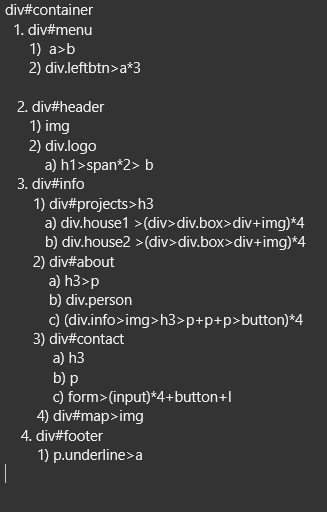 div#container
1. div#menu
1) a>b
2) div.leftbtn>a*3
2. div#header
1) img
2) div.logo
a) h1>span*2> b
3. div#info
1) div#projects>h3
a) div.house1 >(div>div.box>div+img)*4
b) div.house2 >(div>div.box>div+img)*4
2) div#about
a) h3>p
b) div.person
c) (div.info>img>h3>p+p+p>button)*4
3) div#contact
a) h3
b) p
c) form>(input)*4+button+I
4) div#map>img
4. div#footer
1) p.underline>a